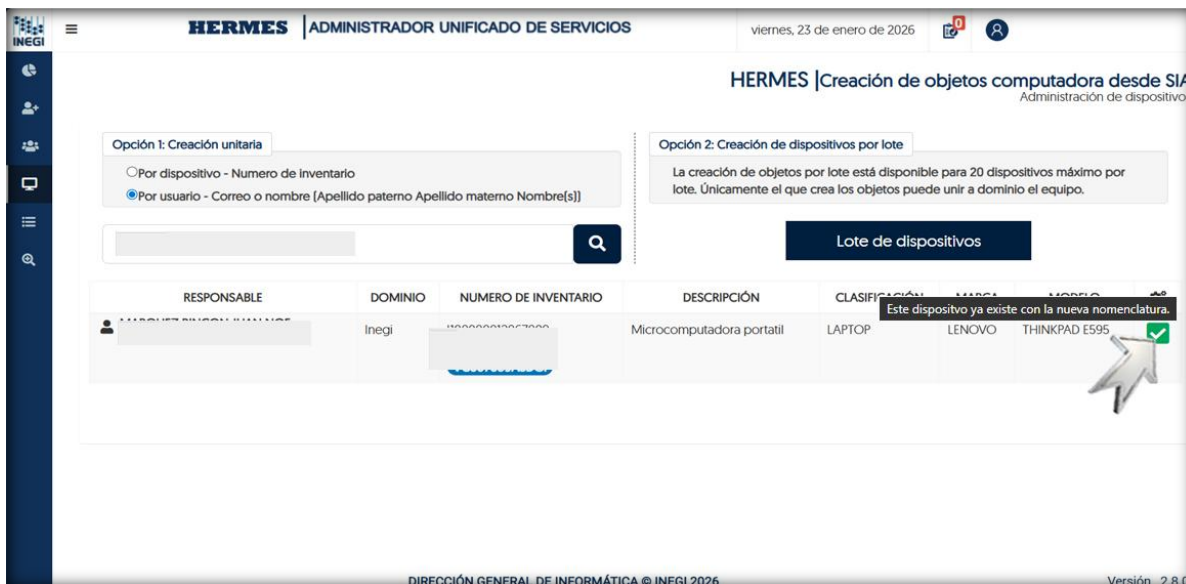 INEGI
HERMES | ADMINISTRADOR UNIFICADO DE SERVICIOS
viernes, 23 de enero de 2026
0
HERMES |Creación de objetos computadora desde
Administración de dispositivo
Opción 1: Creación unitaria
Por dispositivo - Numero de inventario
Por usuario - Correo o nombre [Apellido paterno Apellido materno Nombre(s)]
Opción 2: Creación de dispositivos por lote
La creación de objetos por lote está disponible para 20 dispositivos máximo por
lote. Únicamente el que crea los objetos puede unir a dominio el equipo.
Lote de dispositivos
RESPONSABLE DOMINIO NUMERO DE INVENTARIO DESCRIPCIÓN CLASIFICACIÓN MARCA MODELO
Este dispositvo ya existe con la nueva nomenclatura.
Inegi Microcomputadora portatil LAPTOP LENOVO THINKPAD E595
DIRECCIÓN GENERAL DE INFORMÁTICA © INEGI 2026
Versión 2.8.